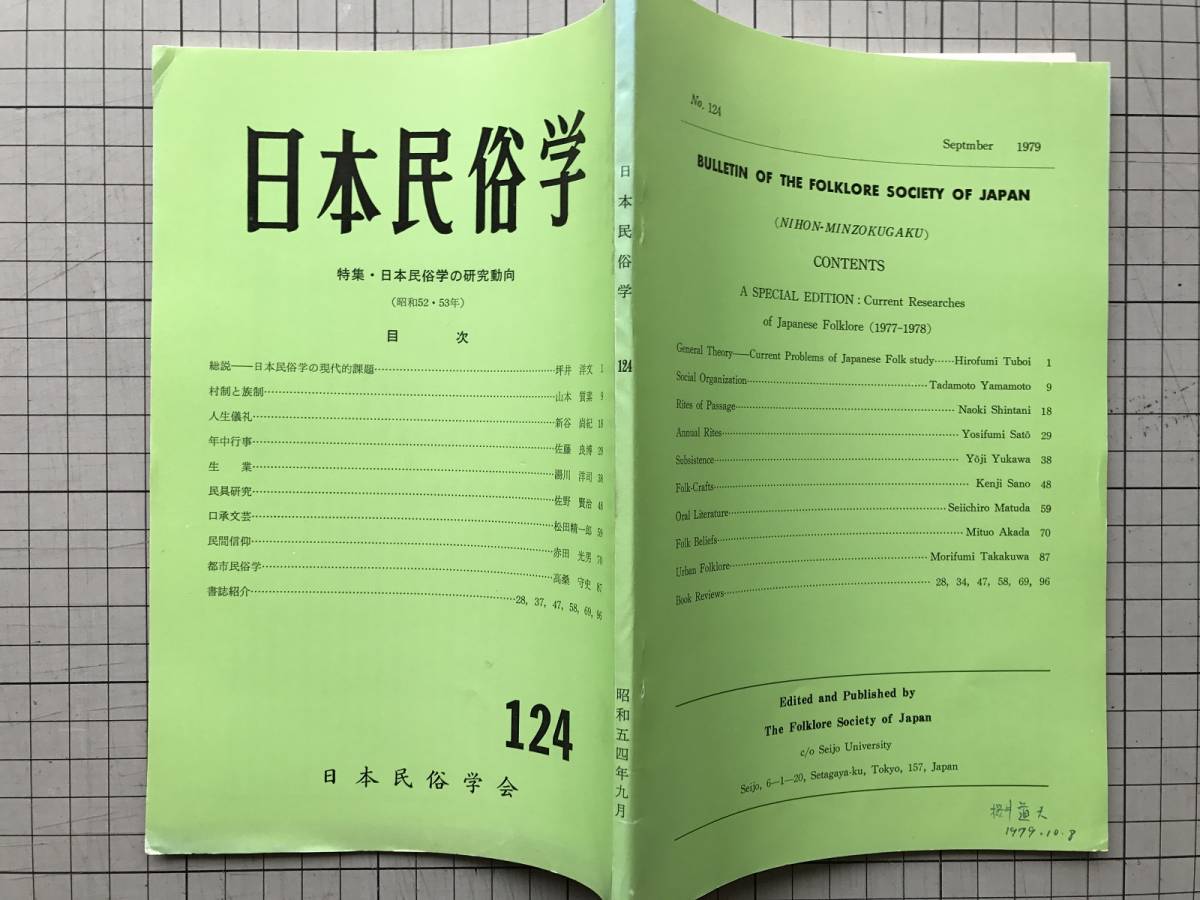 日本民俗学
特集・日本民俗学の研究動向
(昭和52・53年)
目 次
総説――日本民俗学の現代的課題…………坪井 洋文 1
村制と族制…………山本 質素 9
人生儀礼…………新谷 尚紀 18
年中行事…………佐藤 良博 29
生 業…………湯川 洋司 38
民具研究…………佐野 賢治 48
口承文芸…………松田精一郎 59
民間信仰…………赤田 光男 70
都市民俗学…………高桑 守史 87
書誌紹介…………28, 37, 47, 58, 69, 96
124
日本民俗学会
日本民俗学
124
昭和五四年九月
No. 124
Septmber 1979
BULLETIN OF THE FOLKLORE SOCIETY OF JAPAN
(NIHON-MINZOKUGAKU)
CONTENTS
A SPECIAL EDITION : Current Researches
of Japanese Folklore (1977-1978)
General Theory――Current Problems of Japanese Folk study……Hirofumi Tuboi 1
Social Organization…………Tadamoto Yamamoto 9
Rites of Passage…………Naoki Shintani 18
Annual Rites…………Yosifumi Satō 29
Subsistence…………Yōji Yukawa 38
Folk-Crafts…………Kenji Sano 48
Oral Literature…………Seiichiro Matuda 59
Folk Beliefs…………Mituo Akada 70
Urban Folklore…………Morifumi Takakuwa 87
Book Reviews…………28, 34, 47, 58, 69, 96
Edited and Published by
The Folklore Society of Japan
c/o Seijo University
Seijo, 6―1―20, Setagaya-ku, Tokyo, 157, Japan
1979.10.8